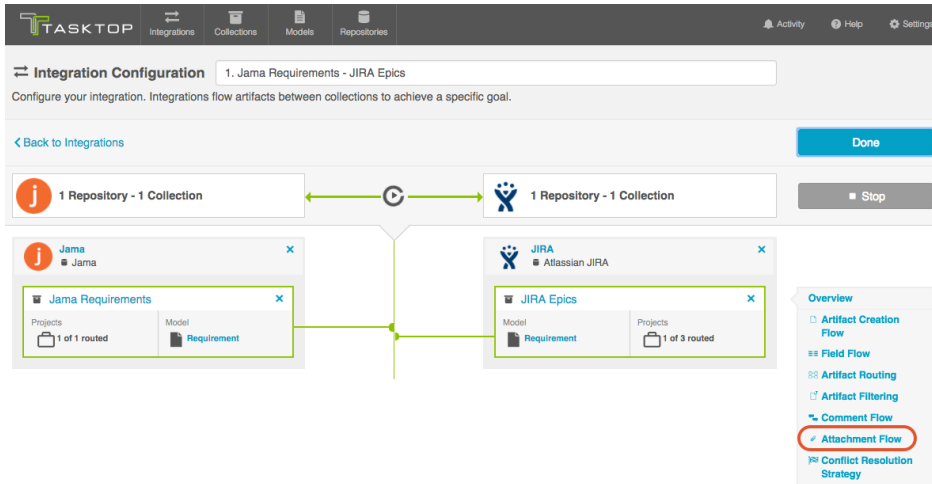 TASKTOP
Integrations
Collections
Models
Repositories
Activity
Help
Settings
Integration Configuration
1. Jama Requirements - JIRA Epics
Configure your integration. Integrations flow artifacts between collections to achieve a specific goal.
Back to Integrations
Done
1 Repository - 1 Collection
1 Repository - 1 Collection
Stop
Jama
Jama
JIRA
Atlassian JIRA
Jama Requirements
Projects
Model
1 of 1 routed
Requirement
JIRA Epics
Model
Projects
Requirement
1 of 3 routed
Overview
Artifact Creation
Flow
Field Flow
Artifact Routing
Artifact Filtering
Comment Flow
Attachment Flow
Conflict Resolution
Strategy